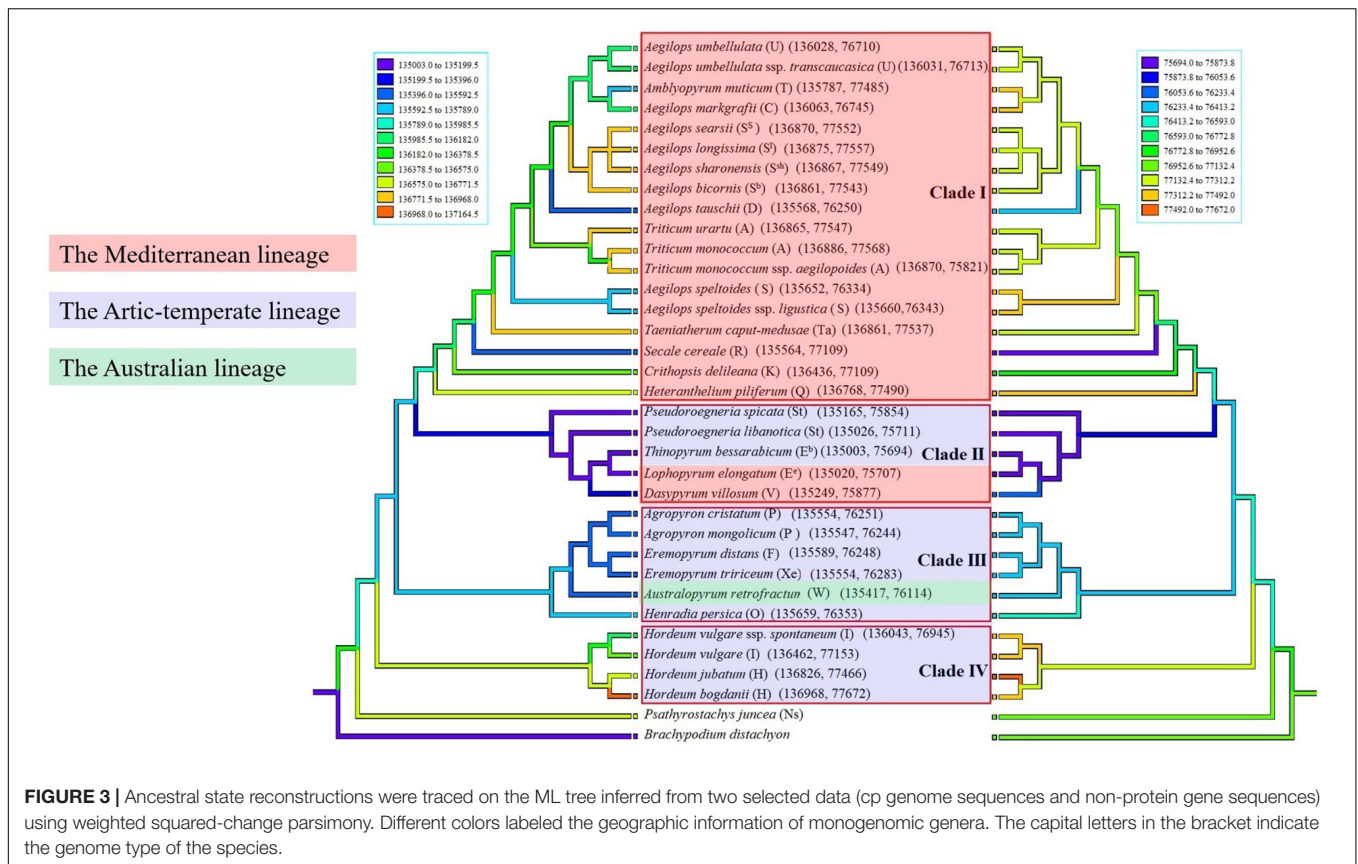 135003.0 to 135199.5
135199.5 to 135396.0
135396.0 to 135592.5
135592.5 to 135789.0
135789.0 to 135985.5
135985.5 to 136182.0
136182.0 to 136378.5
136378.5 to 136575.0
136575.0 to 136771.5
136771.5 to 136968.0
136968.0 to 137164.5
The Mediterranean lineage
The Artic-temperate lineage
The Australian lineage
Aegilops umbellulata (U) (136028, 76710)
Aegilops umbellulata ssp. transcaucasica (U) (136031, 76713)
Amblyopyrum muticum (T) (135787, 77485)
Aegilops markgrafii (C) (136063, 76745)
Aegilops searsii (Sˢ) (136870, 77552)
Aegilops longissima (Sˡ) (136875, 77557)
Aegilops sharonensis (Sˢʰ) (136867, 77549)
Aegilops bicornis (Sᵇ) (136861, 77543)
Clade I
Aegilops tauschii (D) (135568, 76250)
Triticum urartu (A) (136865, 77547)
Triticum monococcum (A) (136886, 77568)
Triticum monococcum ssp. aegilopoides (A) (136870, 75821)
Aegilops speltoides (S) (135652, 76334)
Aegilops speltoides ssp. ligustica (S) (135660,76343)
Taeniatherum caput-medusae (Ta) (136861, 77537)
Secale cereale (R) (135564, 77109)
Crithopsis delileana (K) (136436, 77109)
Heteranthelium piliferum (Q) (136768, 77490)
Pseudoroegneria spicata (St) (135165, 75854)
Pseudoroegneria libanotica (St) (135026, 75711)
Thinopyrum bessarabicum (Eᵇ) (135003, 75694)
Clade II
Lophopyrum elongatum (Eᵉ) (135020, 75707)
Dasypyrum villosum (V) (135249, 75877)
Agropyron cristatum (P) (135554, 76251)
Agropyron mongolicum (P ) (135547, 76244)
Eremopyrum distans (F) (135589, 76248)
Clade III
Eremopyrum tririceum (Xe) (135554, 76283)
Australopyrum retrofractun (W) (135417, 76114)
Henradia persica (O) (135659, 76353)
Hordeum vulgare ssp. spontaneum (I) (136043, 76945)
Hordeum vulgare (I) (136462, 77153)
Clade IV
Hordeum jubatum (H) (136826, 77466)
Hordeum bogdanii (H) (136968, 77672)
Psathyrostachys juncea (Ns)
Brachypodium distachyon
75694.0 to 75873.8
75873.8 to 76053.6
76053.6 to 76233.4
76233.4 to 76413.2
76413.2 to 76593.0
76593.0 to 76772.8
76772.8 to 76952.6
76952.6 to 77132.4
77132.4 to 77312.2
77312.2 to 77492.0
77492.0 to 77672.0
FIGURE 3 | Ancestral state reconstructions were traced on the ML tree inferred from two selected data (cp genome sequences and non-protein gene sequences)
using weighted squared-change parsimony. Different colors labeled the geographic information of monogenomic genera. The capital letters in the bracket indicate
the genome type of the species.